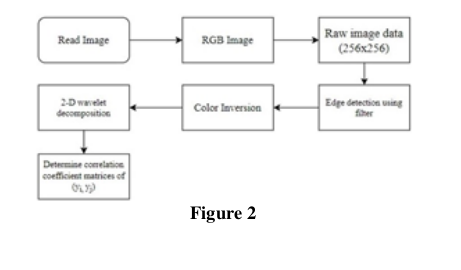 Read Image
RGB Image
Raw image data
(256x256)
Edge detection using
filter
Color Inversion
2-D wavelet
decomposition
Determine correlation
coefficient matrices of
(y₁, y₂)
Figure 2